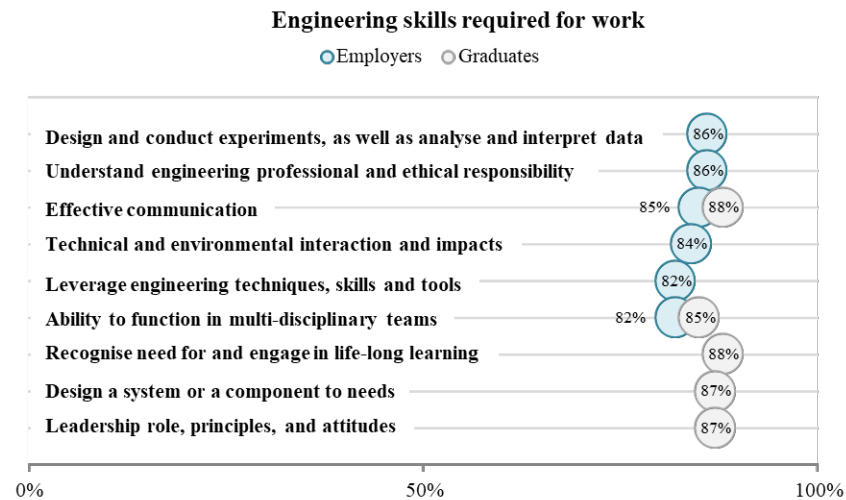 Engineering skills required for work
Employers Graduates
Design and conduct experiments, as well as analyse and interpret data 86%
Understand engineering professional and ethical responsibility 86%
Effective communication 85% 88%
Technical and environmental interaction and impacts 84%
Leverage engineering techniques, skills and tools 82%
Ability to function in multi-disciplinary teams 82% 85%
Recognise need for and engage in life-long learning 88%
Design a system or a component to needs 87%
Leadership role, principles, and attitudes 87%
0% 50% 100%